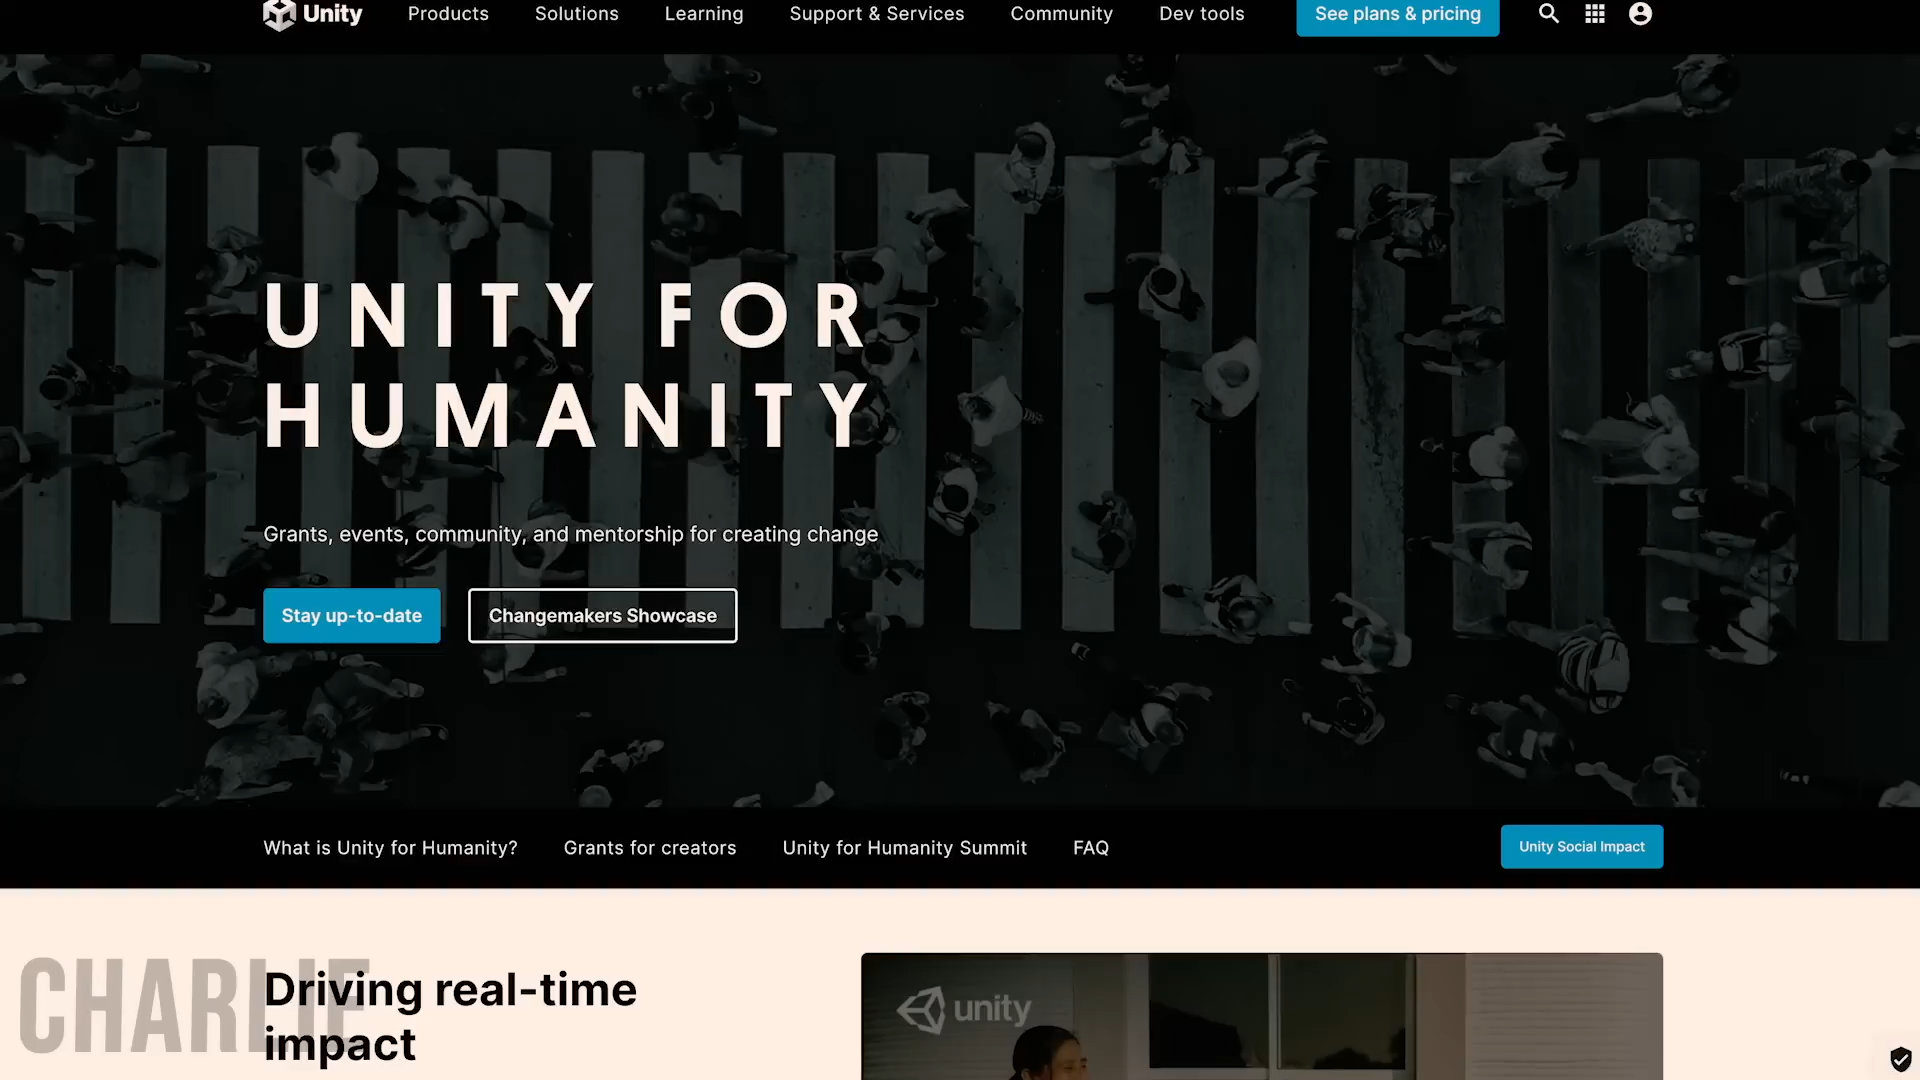 Unity
Products
Solutions
Learning
Support & Services
Community
Dev tools
See plans & pricing
UNITY FOR
HUMANITY
Grants, events, community, and mentorship for creating change
Stay up-to-date
Changemakers Showcase
What is Unity for Humanity?
Grants for creators
Unity for Humanity Summit
FAQ
Unity Social Impact
CHARLIE
Driving real-time
impact
unity